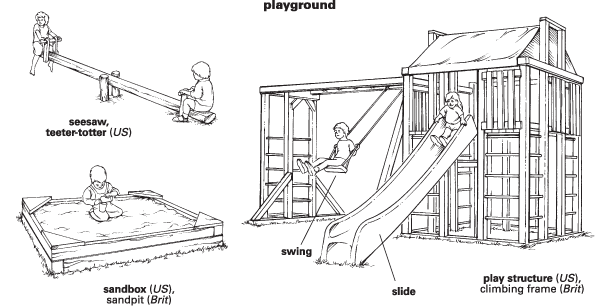 playground
seesaw,
teeter-totter (US)
sandbox (US),
sandpit (Brit)
swing
slide
play structure (US),
climbing frame (Brit)